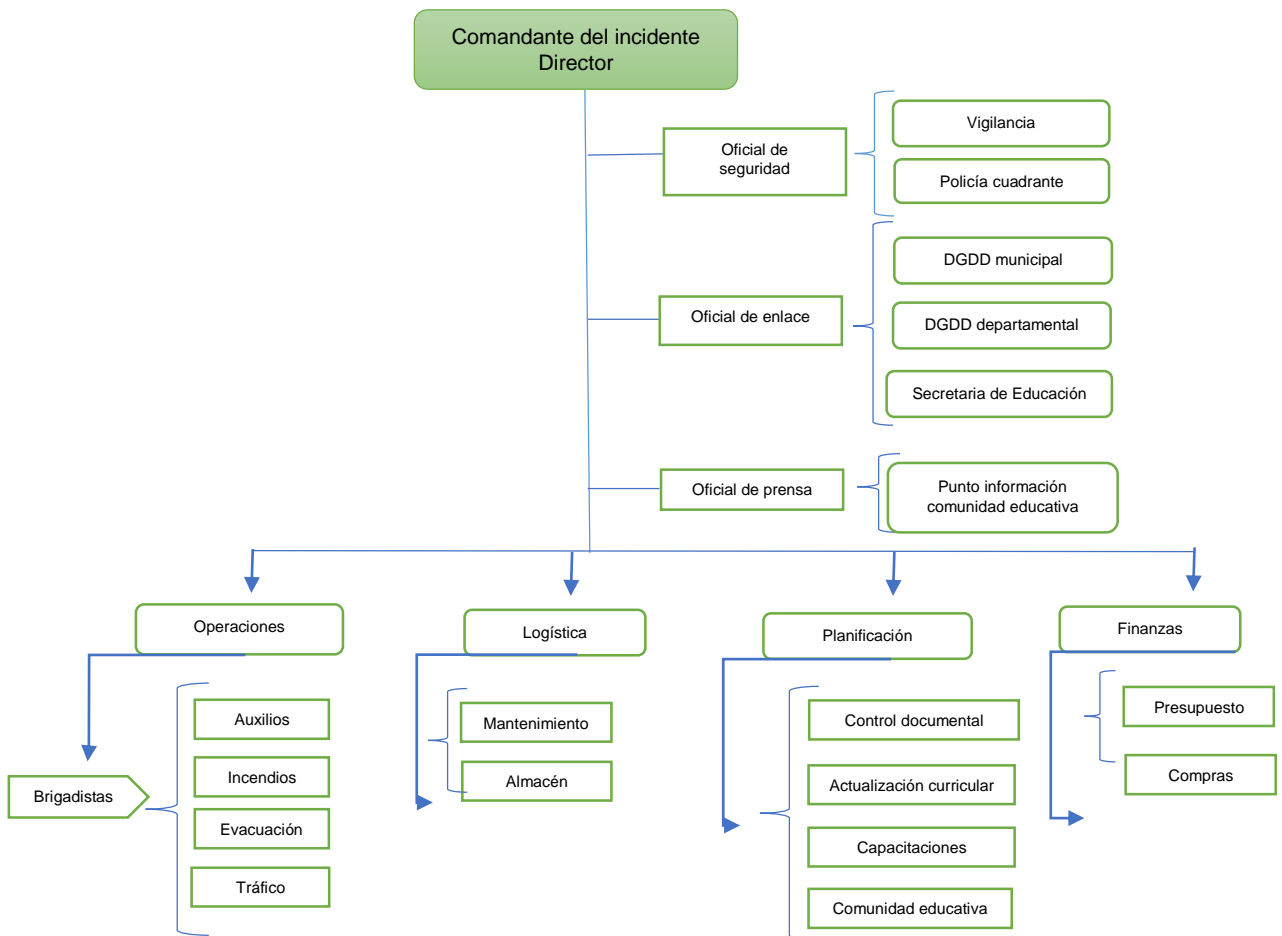 Comandante del incidente
Director
Oficial de
seguridad
Vigilancia
Policía cuadrante
Oficial de enlace
DGDD municipal
DGDD departamental
Secretaria de Educación
Oficial de prensa
Punto información
comunidad educativa
Operaciones
Brigadistas
Auxilios
Incendios
Evacuación
Tráfico
Logística
Mantenimiento
Almacén
Planificación
Control documental
Actualización curricular
Capacitaciones
Comunidad educativa
Finanzas
Presupuesto
Compras